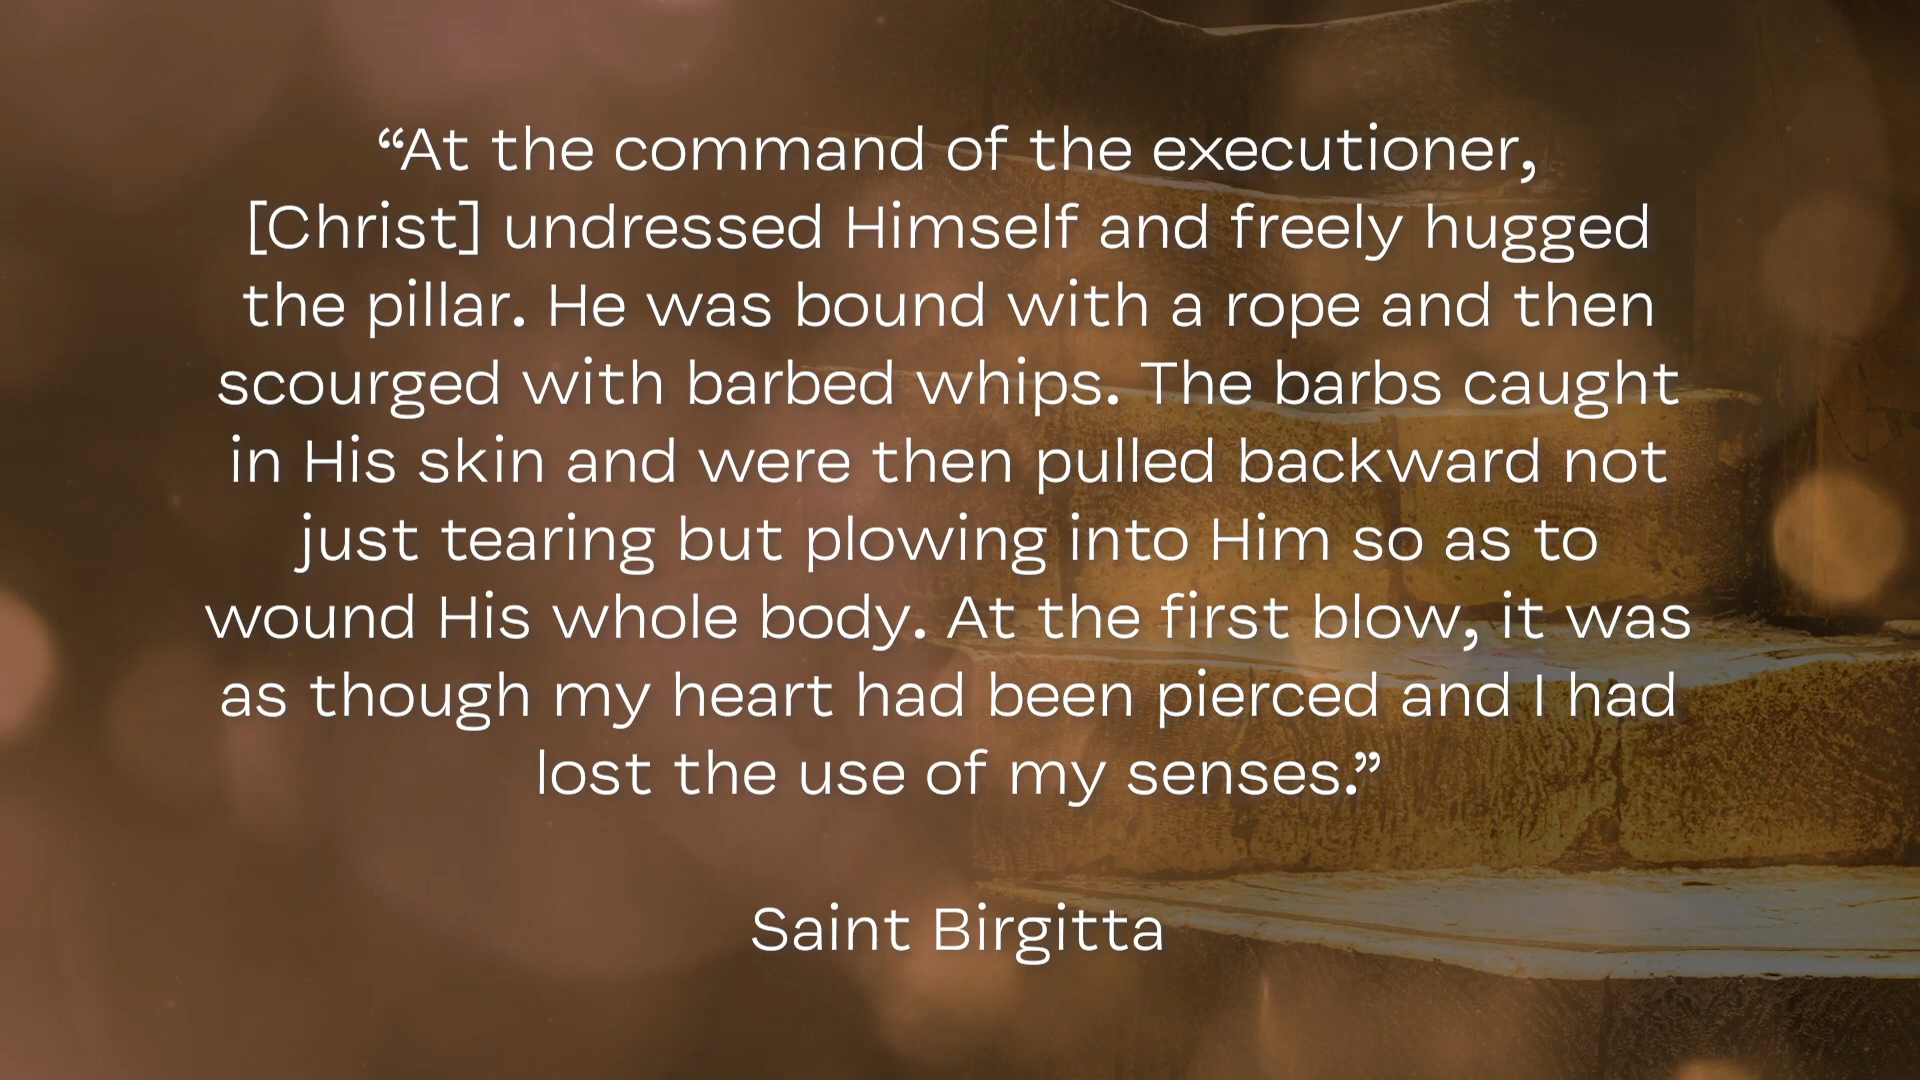 “At the command of the executioner,
[Christ] undressed Himself and freely hugged
the pillar. He was bound with a rope and then
scourged with barbed whips. The barbs caught
in His skin and were then pulled backward not
just tearing but plowing into Him so as to
wound His whole body. At the first blow, it was
as though my heart had been pierced and I had
lost the use of my senses.”
Saint Birgitta